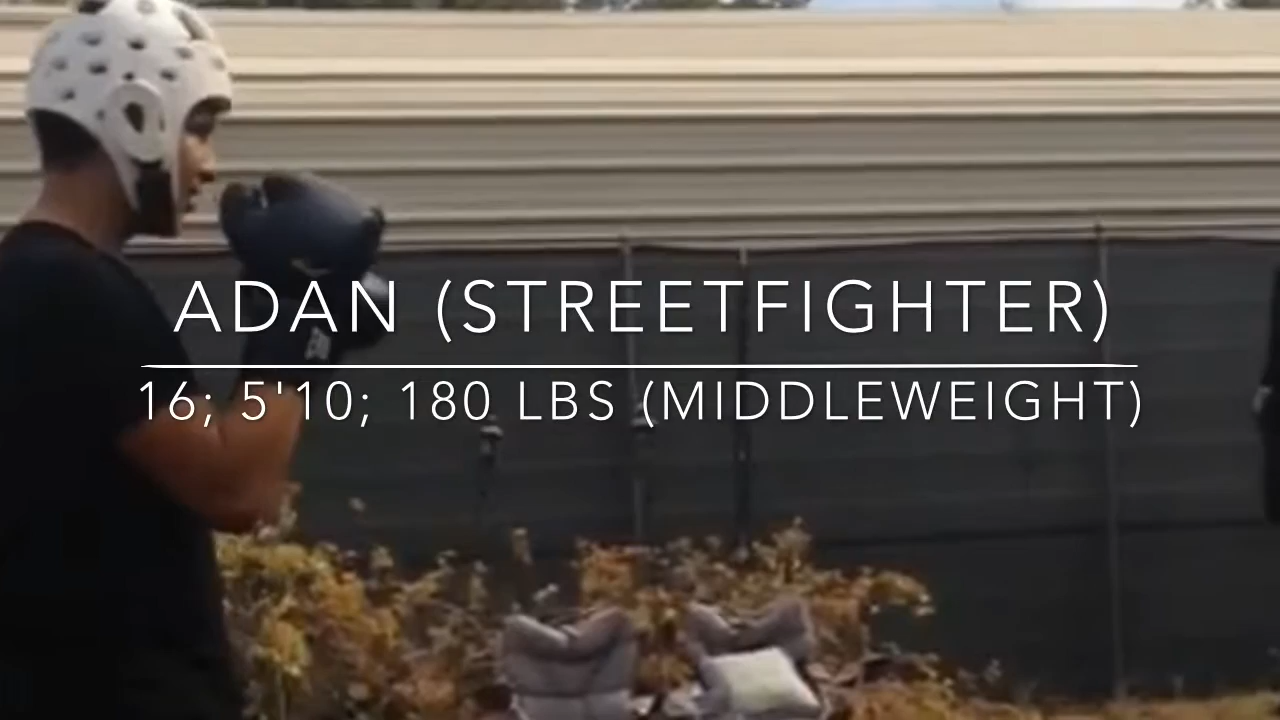 ADAN (STREETFIGHTER)
16; 5'10; 180 LBS (MIDDLEWEIGHT)